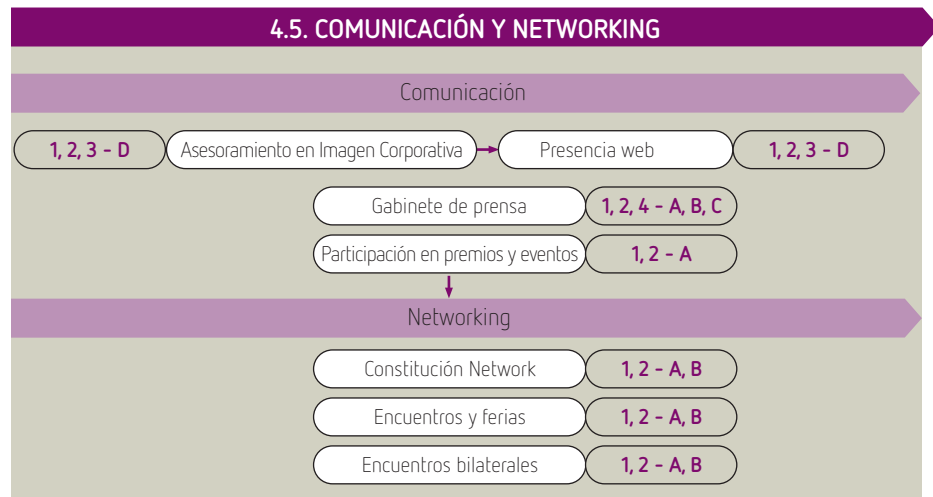 4.5. COMUNICACIÓN Y NETWORKING
Comunicación
1, 2, 3 - D Asesoramiento en Imagen Corporativa Presencia web 1, 2, 3 - D
Gabinete de prensa 1, 2, 4 - A, B, C
Participación en premios y eventos 1, 2 - A
Networking
Constitución Network 1, 2 - A, B
Encuentros y ferias 1, 2 - A, B
Encuentros bilaterales 1, 2 - A, B